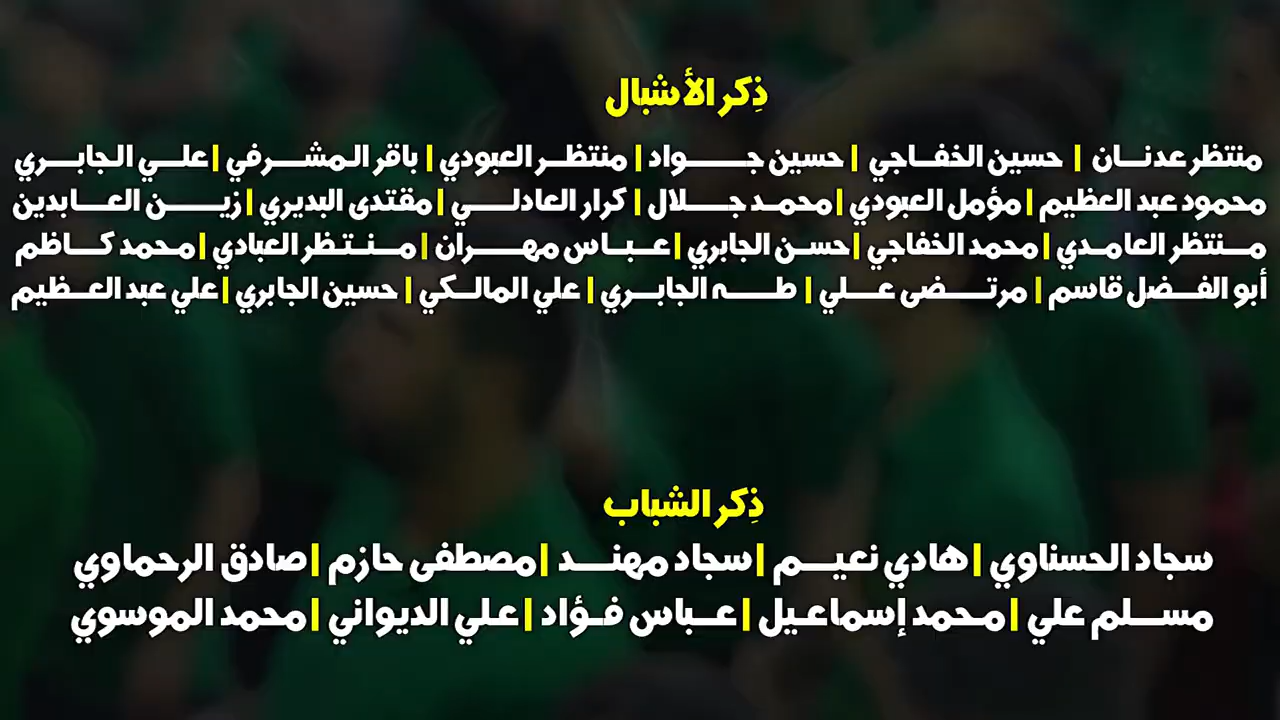 ذِكر الأشبال
منتظر عدنان | حسين الخفاجي | حسين جواد | منتظر العبودي | باقر المشرفي | علي الجابري
محمود عبد العظيم | مؤمل العبودي | محمد جلال | كرار العادلي | مقتدى البديري | زين العابدين
منتظر العامدي | محمد الخفاجي | حسن الجابري | عباس مهران | منتظر العبادي | محمد كاظم
أبو الفضل قاسم | مرتضى علي | طه الجابري | علي المالكي | حسين الجابري | علي عبد العظيم
ذِكر الشباب
سجاد الحسناوي | هادي نعيم | سجاد مهند | مصطفى حازم | صادق الرحماوي
مسلم علي | محمد إسماعيل | عباس فؤاد | علي الديواني | محمد الموسوي